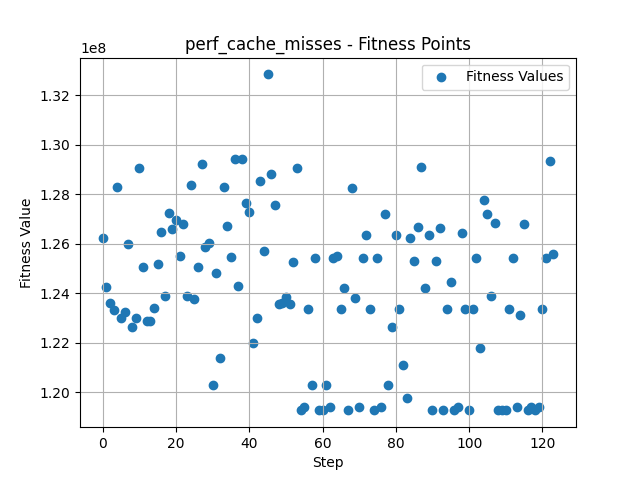 perf_cache_misses - Fitness Points
1e8
Fitness Values
1.32
1.30
1.28
1.26
1.24
1.22
1.20
Fitness Value
0 20 40 60 80 100 120
Step